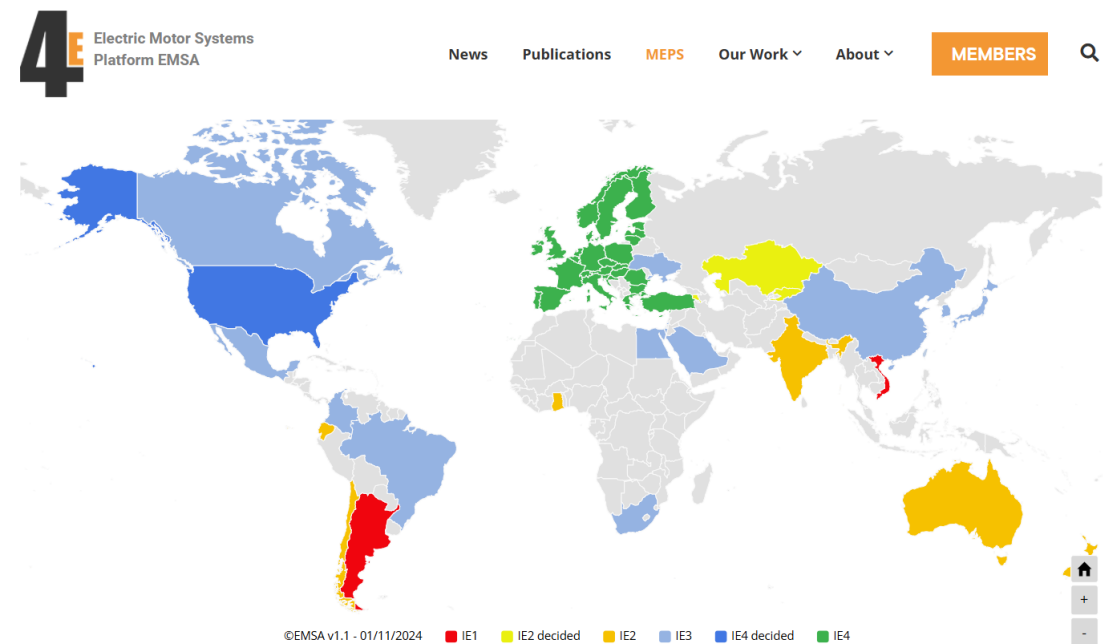 4E Electric Motor Systems
Platform EMSA
News Publications MEPS Our Work About MEMBERS
©EMSA v1.1 - 01/11/2024 IE1 IE2 decided IE2 IE3 IE4 decided IE4
+
-